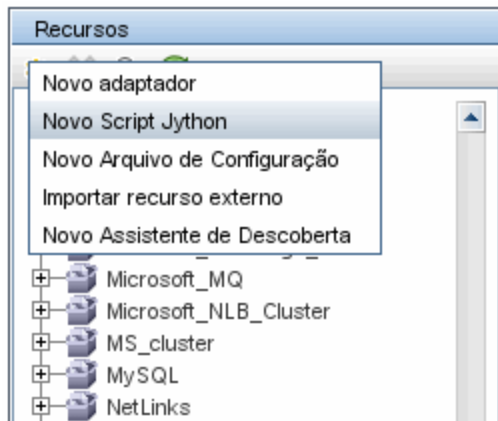 Recursos
Novo adaptador
Novo Script Jython
Novo Arquivo de Configuração
Importar recurso externo
Novo Assistente de Descoberta
Microsoft_MQ
Microsoft_NLB_Cluster
MS_cluster
MySQL
NetLinks